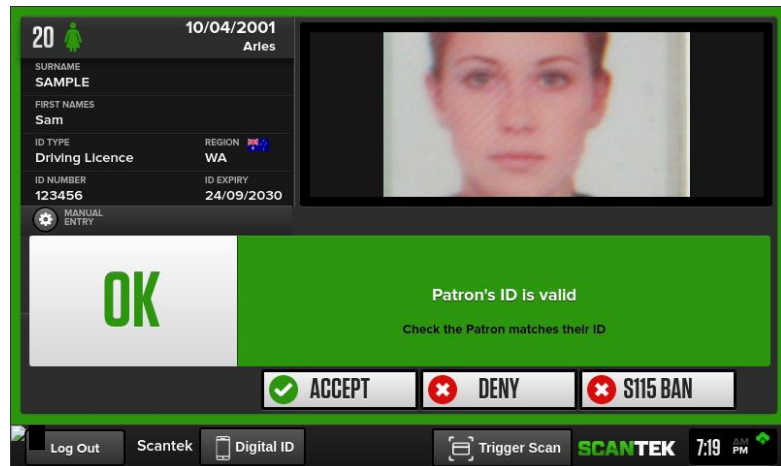 20
10/04/2001
Aries
SURNAME
SAMPLE
FIRST NAMES
Sam
ID TYPE REGION
Driving Licence WA
ID NUMBER ID EXPIRY
123456 24/09/2030
MANUAL
ENTRY
OK
Patron's ID is valid
Check the Patron matches their ID
ACCEPT DENY S115 BAN
Log Out Scantek Digital ID Trigger Scan SCANTEK 7:19 AM
PM